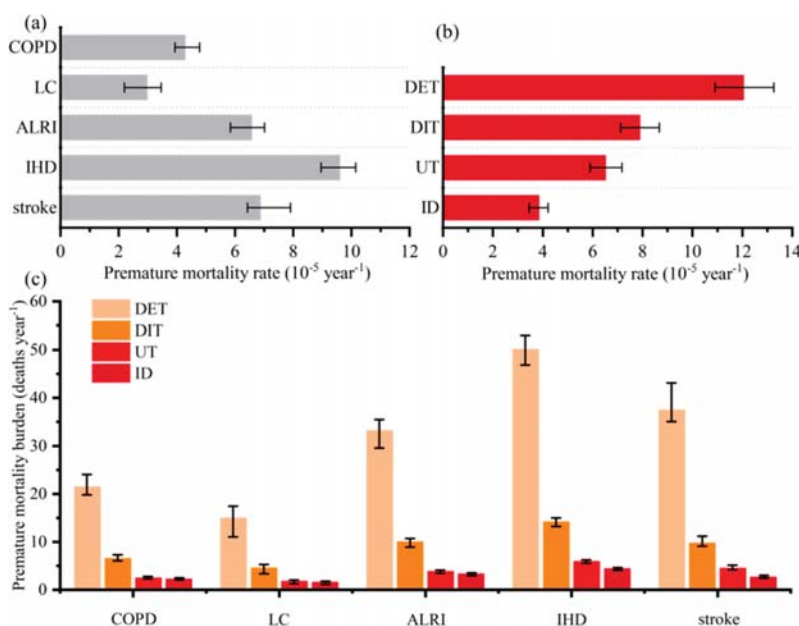 (a)
COPD
LC
ALRI
IHD
stroke
0 2 4 6 8 10 12
Premature mortality rate (10⁻⁵ year⁻¹)
(b)
DET
DIT
UT
ID
0 2 4 6 8 10 12 14
Premature mortality rate (10⁻⁵ year⁻¹)
(c)
Premature mortality burden (deaths year⁻¹)
60
50
40
30
20
10
0
DET
DIT
UT
ID
COPD LC ALRI IHD stroke